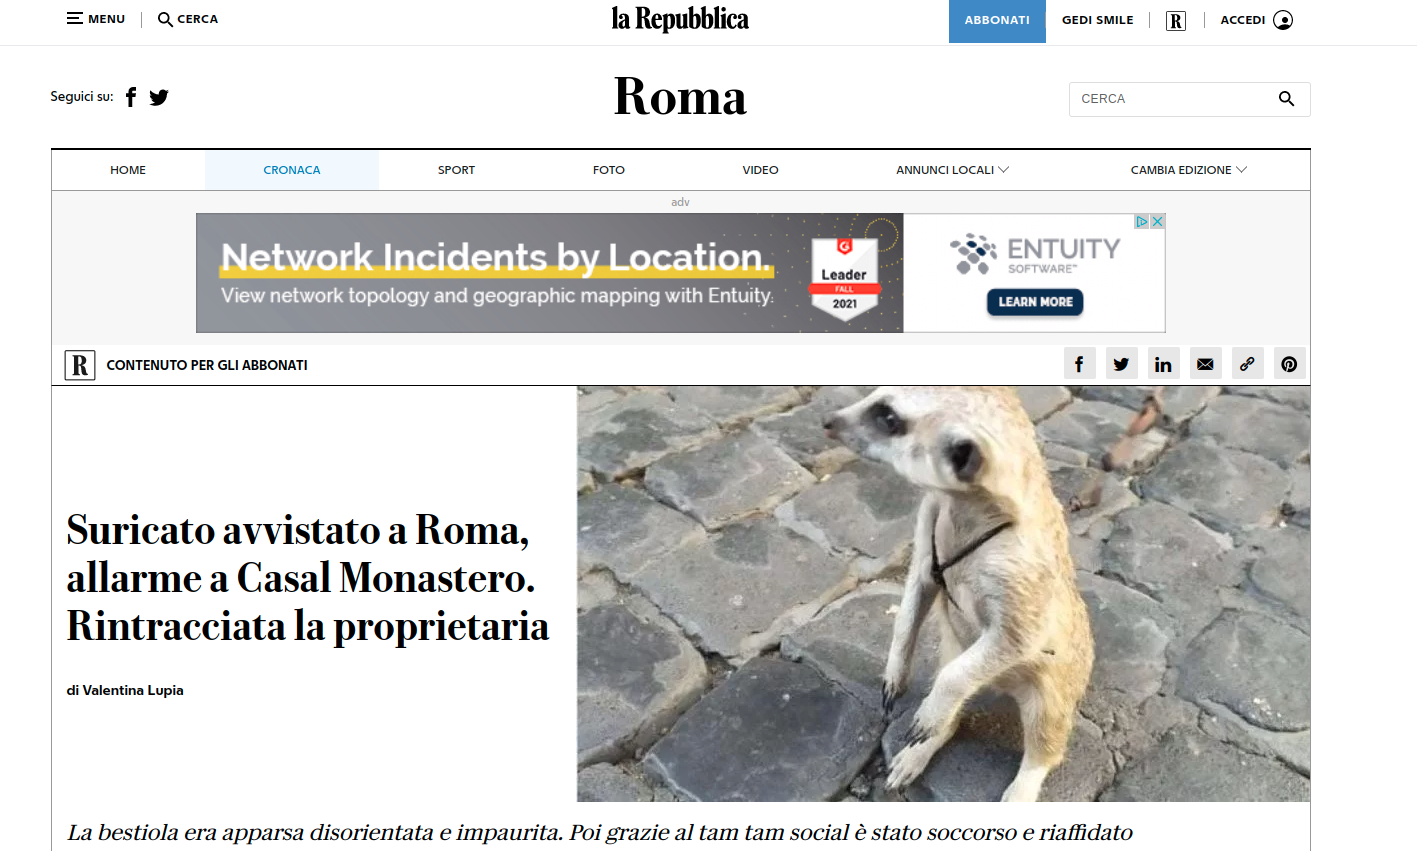 MENU
CERCA
la Repubblica
ABBONATI
GEDI SMILE
R
ACCEDI
Seguici su:
Roma
CERCA
HOME
CRONACA
SPORT
FOTO
VIDEO
ANNUNCI LOCALI
CAMBIA EDIZIONE
adv
Network Incidents by Location.
View network topology and geographic mapping with Entuity.
G
Leader
FALL
2021
ENTUITY
SOFTWARE™
LEARN MORE
R
CONTENUTO PER GLI ABBONATI
Suricato avvistato a Roma,
allarme a Casal Monastero.
Rintracciata la proprietaria
di Valentina Lupia
La bestiola era apparsa disorientata e impaurita. Poi grazie al tam tam social è stato soccorso e riaffidato